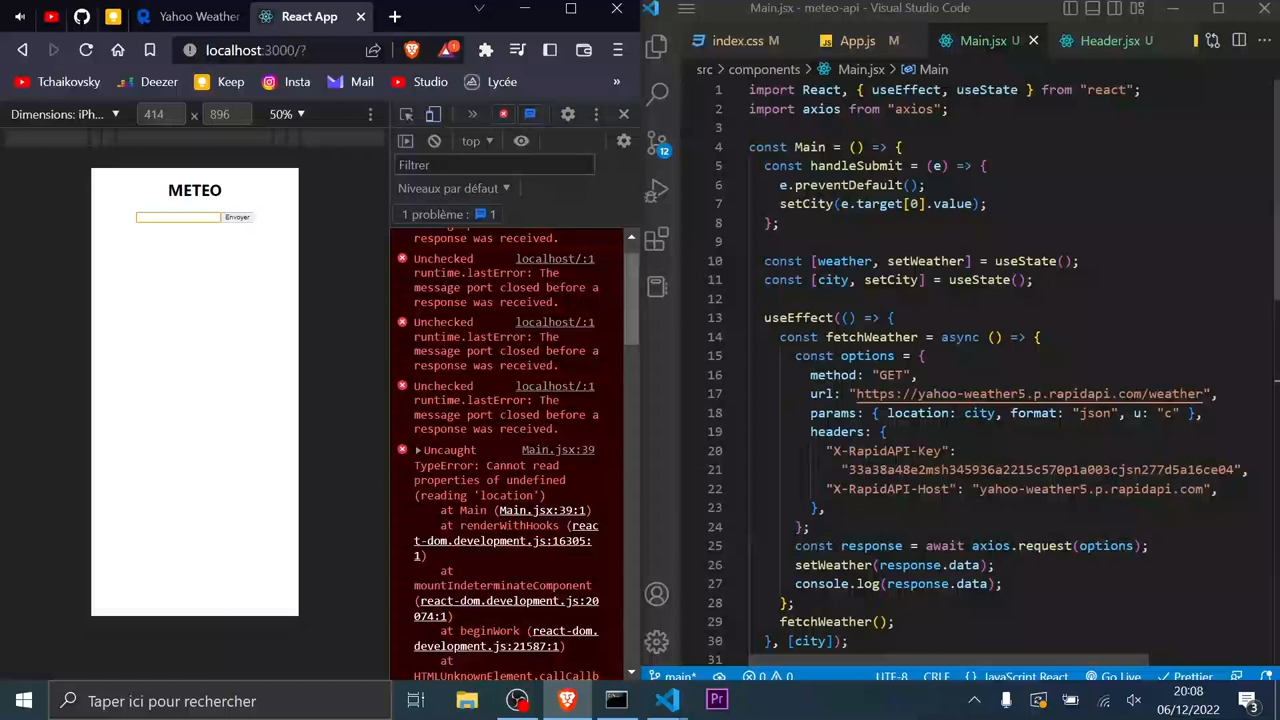 Yahoo Weather
React App
Main.jsx - meteo-api - Visual Studio Code
localhost:3000/?
1
index.css M
App.js M
Main.jsx U
Header.jsx U
Tchaikovsky
Deezer
Keep
Insta
Mail
Studio
Lycée
»
src > components > Main.jsx > Main
Dimensions: iPh...
414 x 896
50%
top
Filtrer
Niveaux par défaut
1 problème : 1
METEO
Envoyer
response was received.
Unchecked localhost/:1
runtime.lastError: The
message port closed before a
response was received.
Unchecked localhost/:1
runtime.lastError: The
message port closed before a
response was received.
Unchecked localhost/:1
runtime.lastError: The
message port closed before a
response was received.
Uncaught Main.jsx:39
TypeError: Cannot read
properties of undefined
(reading 'location')
at Main (Main.jsx:39:1)
at renderWithHooks (reac
t-dom.development.js:16305:
1)
at
mountIndeterminateComponent
(react-dom.development.js:20
074:1)
at beginWork (react-dom.
development.js:21587:1)
at
HTMLUnknownElement.callCallb
12
1 import React, { useEffect, useState } from "react";
2 import axios from "axios";
3
4 const Main = () => {
5 const handleSubmit = (e) => {
6 e.preventDefault();
7 setCity(e.target[0].value);
8 };
9
10 const [weather, setWeather] = useState();
11 const [city, setCity] = useState();
12
13 useEffect(() => {
14 const fetchWeather = async () => {
15 const options = {
16 method: "GET",
17 url: "https://yahoo-weather5.p.rapidapi.com/weather",
18 params: { location: city, format: "json", u: "c" },
19 headers: {
20 "X-RapidAPI-Key":
21 "33a38a48e2msh345936a2215c570p1a003cjsn277d5a16ce04",
22 "X-RapidAPI-Host": "yahoo-weather5.p.rapidapi.com",
23 },
24 };
25 const response = await axios.request(options);
26 setWeather(response.data);
27 console.log(response.data);
28 };
29 fetchWeather();
30 }, [city]);
31
main* 0 0 UTF-8 CRLF {} JavaScript React Go Live Prettier
Taper ici pour rechercher
Pr
20:08
06/12/2022
3